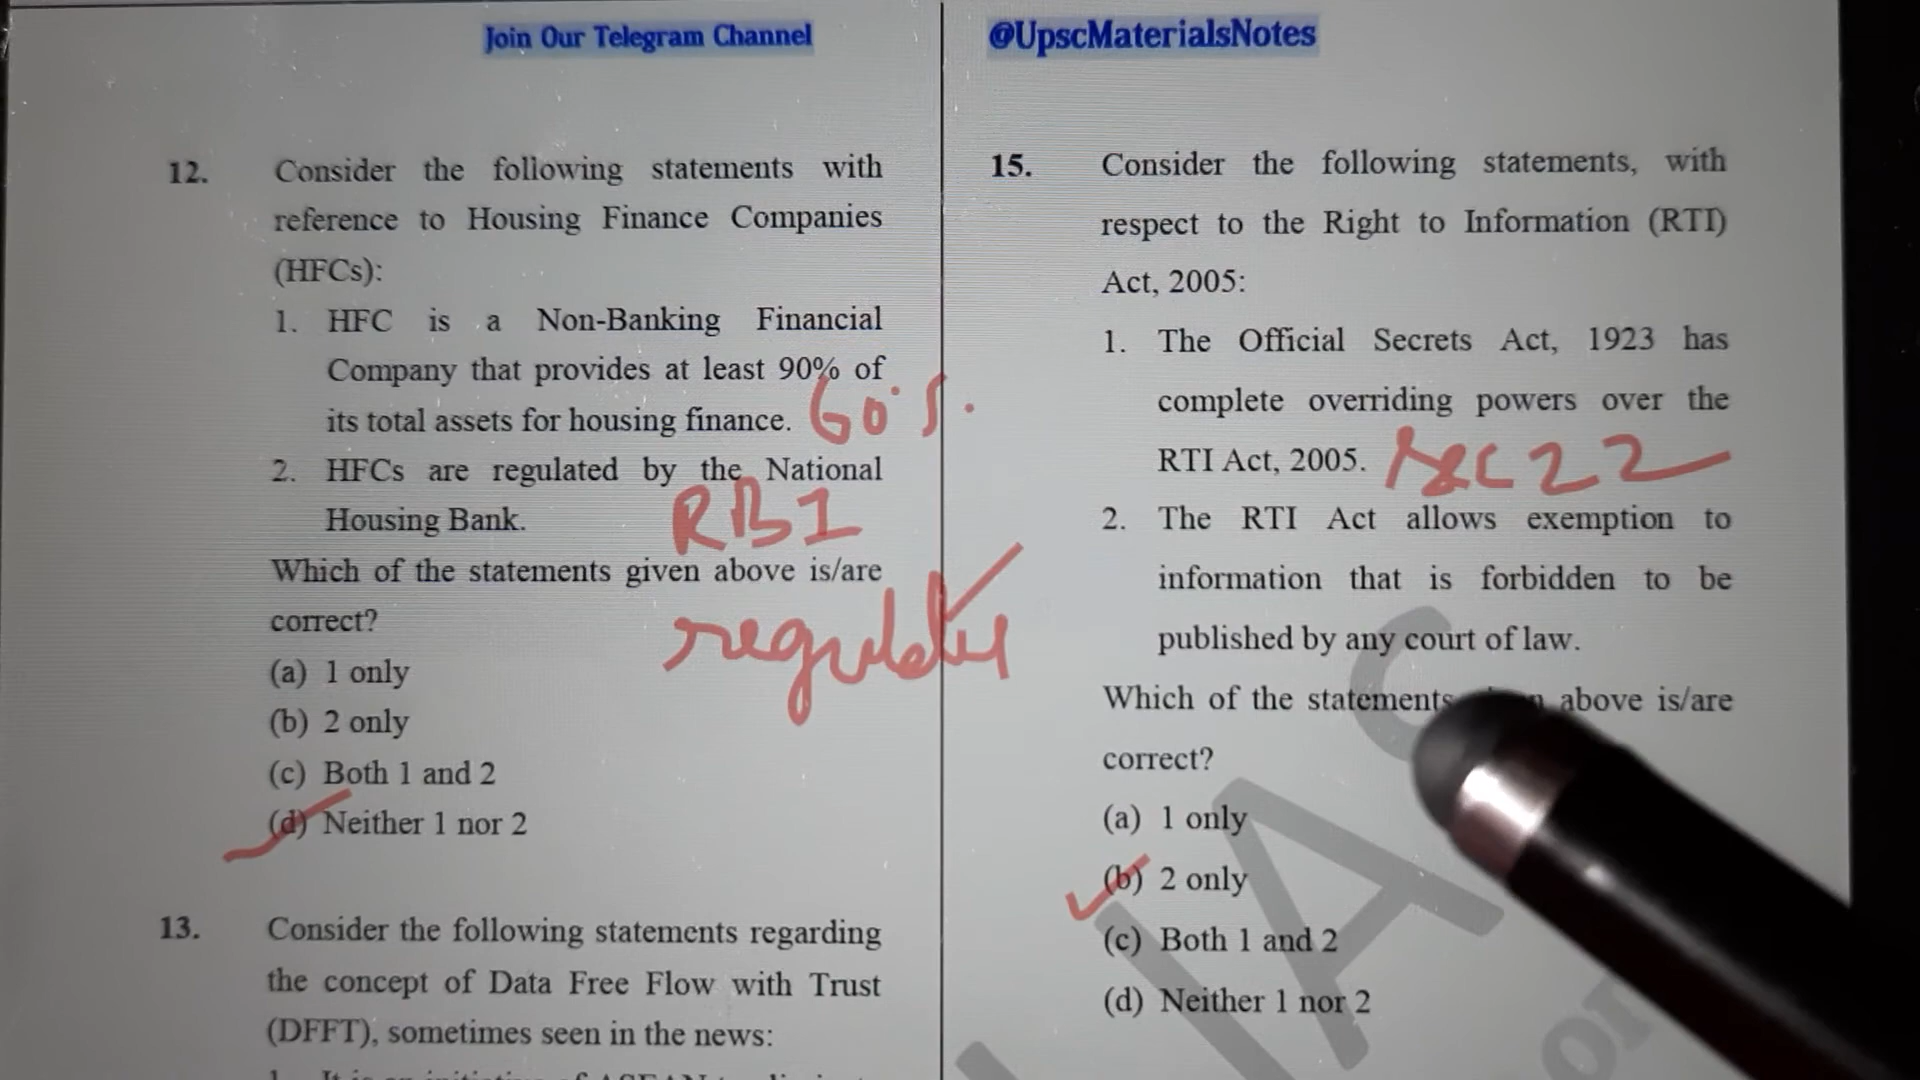 Join Our Telegram Channel
@UpscMaterialsNotes
12. Consider the following statements with
reference to Housing Finance Companies
(HFCs):
1. HFC is a Non-Banking Financial
Company that provides at least 90% of
its total assets for housing finance. 60%.
2. HFCs are regulated by the National
Housing Bank. RBI
Which of the statements given above is/are
correct?
(a) 1 only
(b) 2 only
(c) Both 1 and 2
(d) Neither 1 nor 2
13. Consider the following statements regarding
the concept of Data Free Flow with Trust
(DFFT), sometimes seen in the news:
15. Consider the following statements, with
respect to the Right to Information (RTI)
Act, 2005:
1. The Official Secrets Act, 1923 has
complete overriding powers over the
RTI Act, 2005. Sec 22
2. The RTI Act allows exemption to
information that is forbidden to be
published by any court of law.
Which of the statements above is/are
correct?
(a) 1 only
(b) 2 only
(c) Both 1 and 2
(d) Neither 1 nor 2
IAS